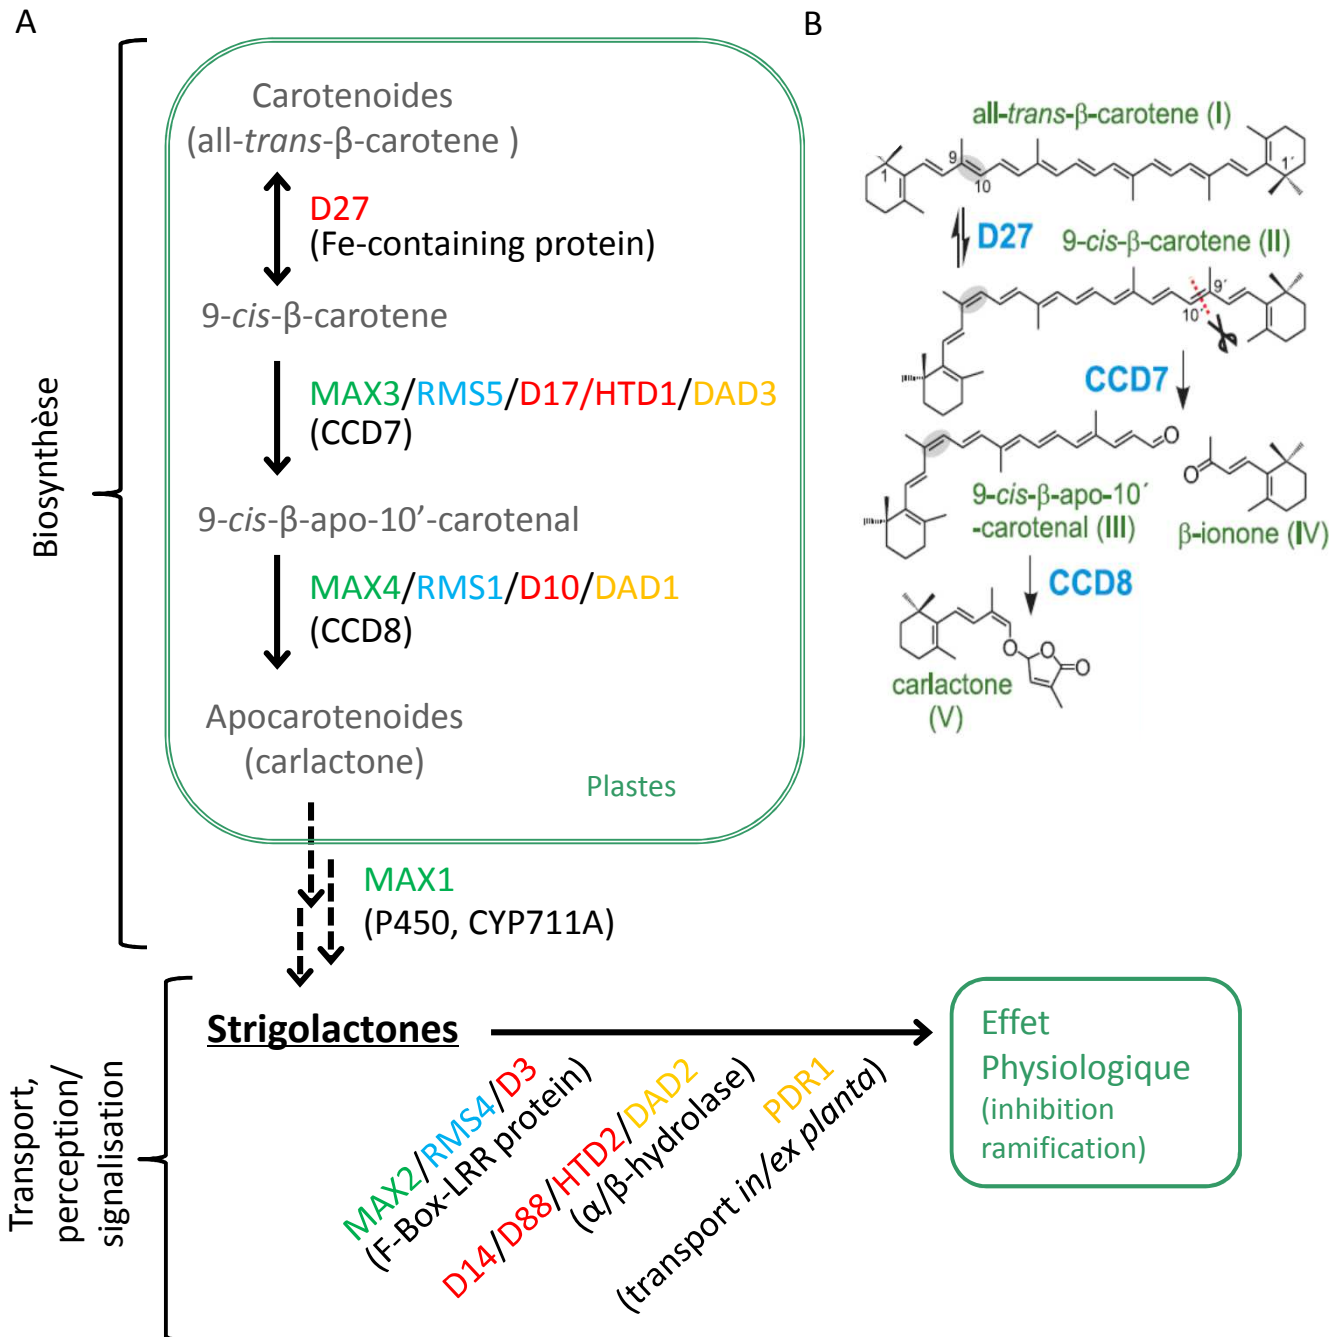 A
Carotenoides
(all-trans-β-carotene )
D27
(Fe-containing protein)
9-cis-β-carotene
MAX3/RMS5/D17/HTD1/DAD3
(CCD7)
9-cis-β-apo-10’-carotenal
MAX4/RMS1/D10/DAD1
(CCD8)
Apocarotenoides
(carlactone)
Plastes
MAX1
(P450, CYP711A)
Biosynthèse
Strigolactones
MAX2/RMS4/D3
(F-Box-LRR protein)
D14/D88/HTD2/DAD2
(α/β-hydrolase)
PDR1
(transport in/ex planta)
Effet
Physiologique
(inhibition
ramification)
Transport,
perception/
signalisation
B
all-trans-β-carotene (I)
1
9
10
1´
D27
9-cis-β-carotene (II)
9´
10´
CCD7
O
O
9-cis-β-apo-10´
-carotenal (III)
β-ionone (IV)
CCD8
O
O
O
carlactone
(V)